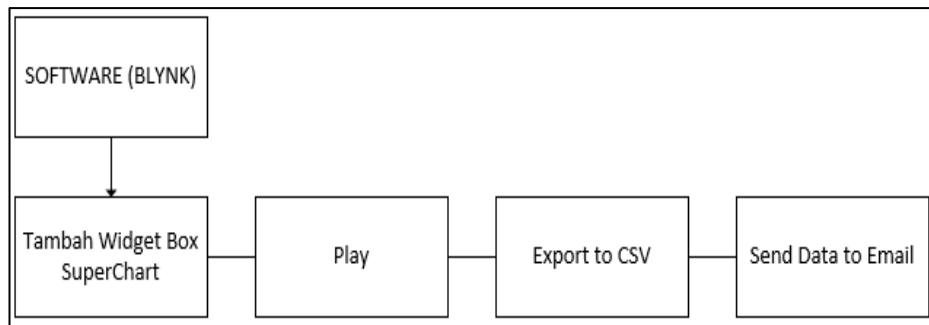 SOFTWARE (BLYNK)
Tambah Widget Box
SuperChart
Play
Export to CSV
Send Data to Email